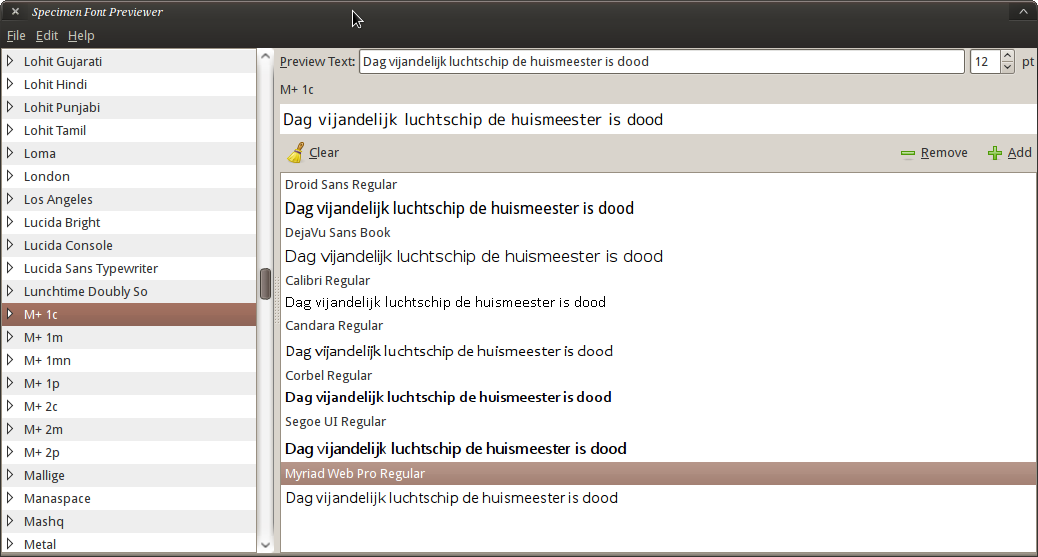 Specimen Font Previewer
File Edit Help
Lohit Gujarati
Lohit Hindi
Lohit Punjabi
Lohit Tamil
Loma
London
Los Angeles
Lucida Bright
Lucida Console
Lucida Sans Typewriter
Lunchtime Doubly So
M+ 1c
M+ 1m
M+ 1mn
M+ 1p
M+ 2c
M+ 2m
M+ 2p
Mallige
Manaspace
Mashq
Metal
Preview Text: Dag vijandelijk luchtschip de huismeester is dood 12 pt
M+ 1c
Dag vijandelijk luchtschip de huismeester is dood
Clear Remove Add
Droid Sans Regular
Dag vijandelijk luchtschip de huismeester is dood
DejaVu Sans Book
Dag vijandelijk luchtschip de huismeester is dood
Calibri Regular
Dag vijandelijk luchtschip de huismeester is dood
Candara Regular
Dag vijandelijk luchtschip de huismeester is dood
Corbel Regular
Dag vijandelijk luchtschip de huismeester is dood
Segoe UI Regular
Dag vijandelijk luchtschip de huismeester is dood
Myriad Web Pro Regular
Dag vijandelijk luchtschip de huismeester is dood